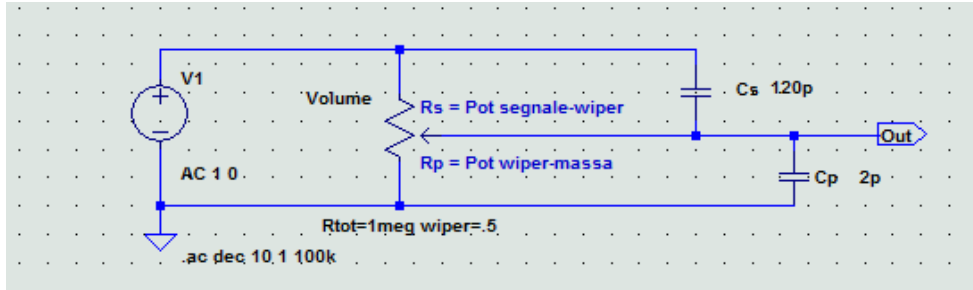 V1
Volume
Rs = Pot segnale-wiper
Cs 120p
Out
Rp = Pot wiper-massa
AC 1 0
Cp 2p
Rtot=1meg wiper=.5
.ac dec 10 1 100k